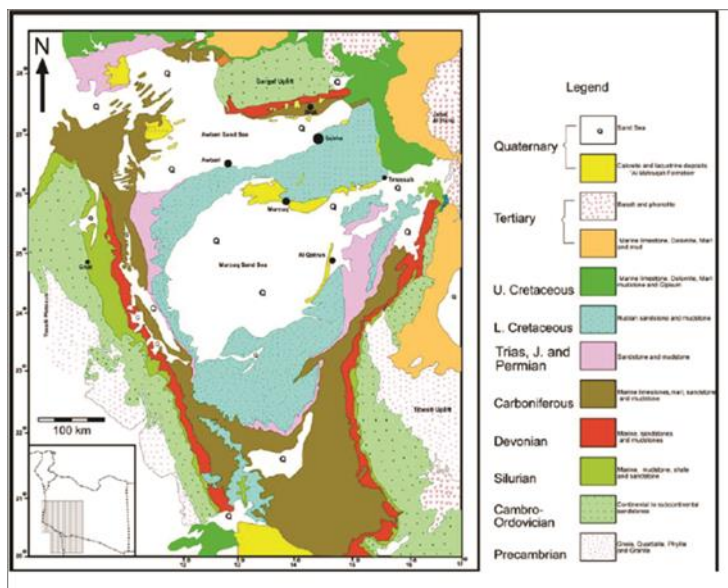 N
Gargaf Uplift
Awbari Sand Sea
Sabha
Awbari
Tmassah
Murzuq
Al Qatrun
Murzuq Sand Sea
Ghat
Tibesti Uplift
100 km
Legend
Quaternary
Q
Sand Sea
Calcrete and lacustrine deposits
Tertiary
Basalt and phonolite
Marine limestone, Dolomite, Marl
and mud
U. Cretaceous
Marine limestone, Dolomite, Marl
mudstone and Gipsum
L. Cretaceous
Nubian sandstone and mudstone
Trias, J. and
Permian
Sandstone and mudstone
Carboniferous
Marine limestones, marl, sandstone
and mudstone
Devonian
Marine sandstones
and mudstones
Silurian
Marine mudstone, shale
and sandstone
Cambro-
Ordovician
Continental to subcontinental
sandstones
Precambrian
Gneis, Quartzite, Phyllite
and Granite